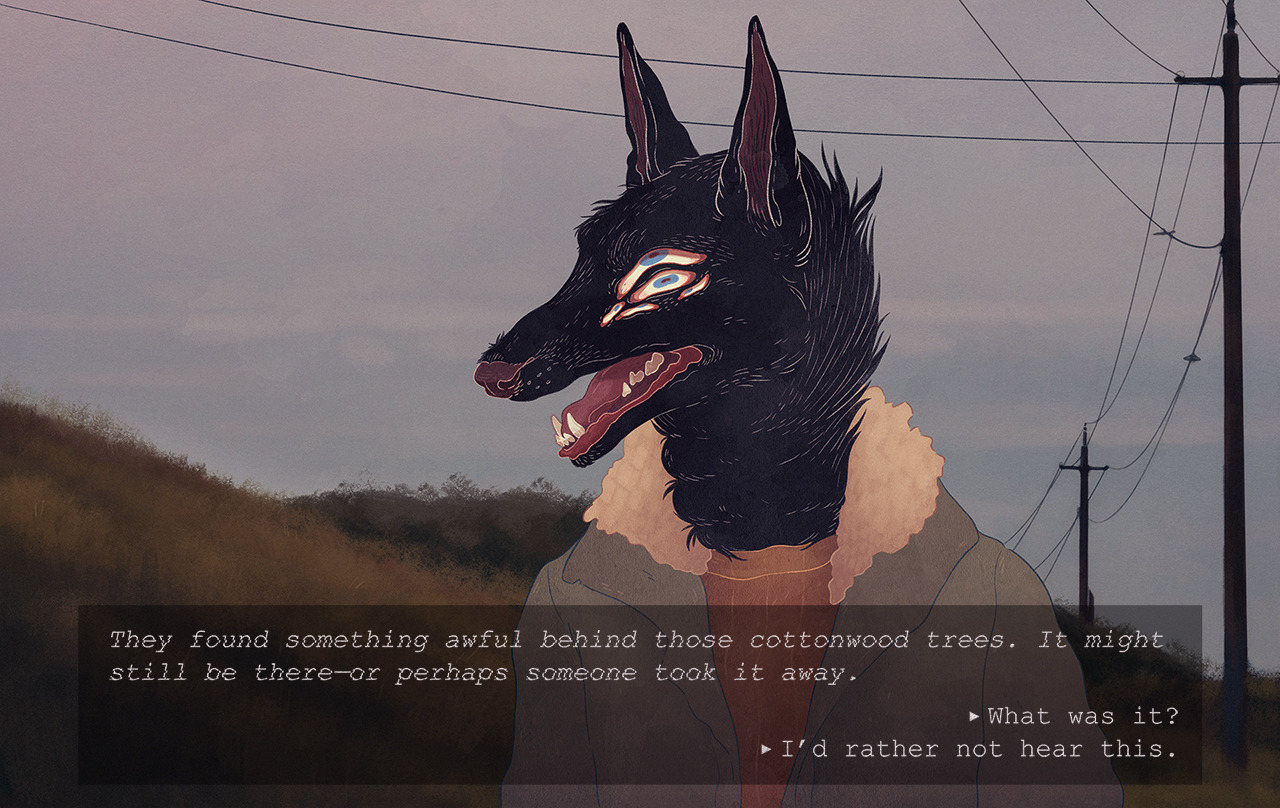 They found something awful behind those cottonwood trees. It might
still be there—or perhaps someone took it away.
▸What was it?
▸I’d rather not hear this.